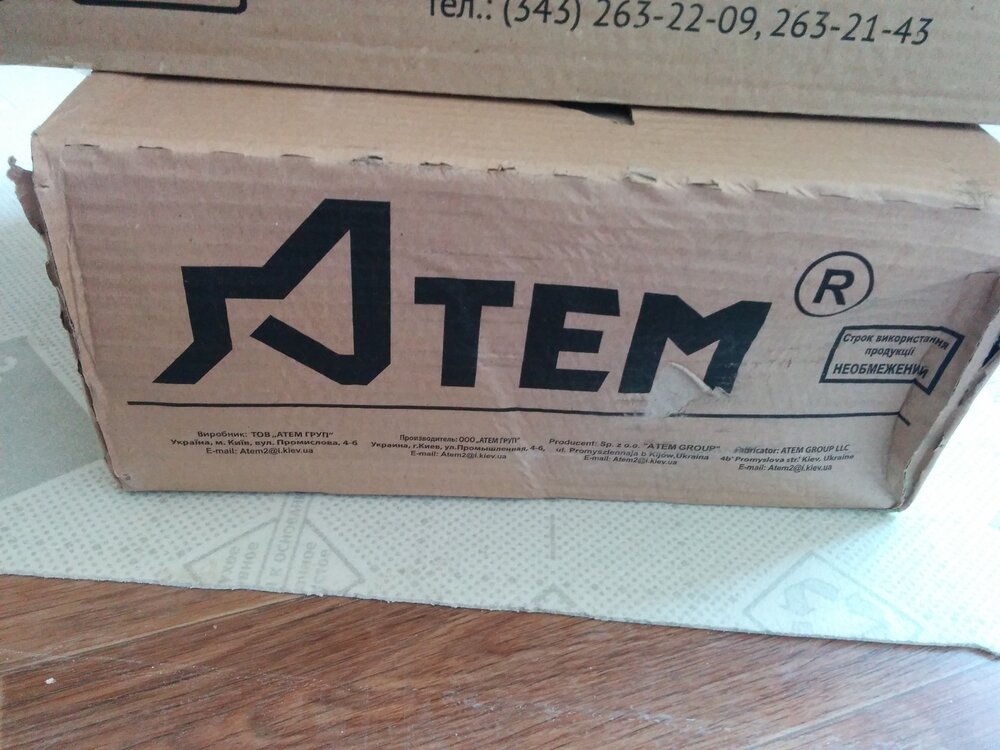 тел.: (343) 263-22-09, 263-21-43
Атем ®
Строк використання
продукції
НЕОБМЕЖЕНИЙ
Виробник: ТОВ „АТЕМ ГРУП"
Україна, м. Київ, вул. Промислова, 4-б
E-mail: Atem2@i.kiev.ua
Производитель: ООО „АТЕМ ГРУП"
Украина, г.Киев, ул.Промышленная, 4-б,
E-mail: Atem2@i.kiev.ua
Producent: Sp. z o.o. "ATEM GROUP"
ul. Promyszlennaja b Kijów,Ukraina
E-mail: Atem2@i.kiev.ua
Fabricator: ATEM GROUP LLC
4b' Promyslova str.' Kiev, Ukraine
E-mail: Atem2@i.kiev.ua